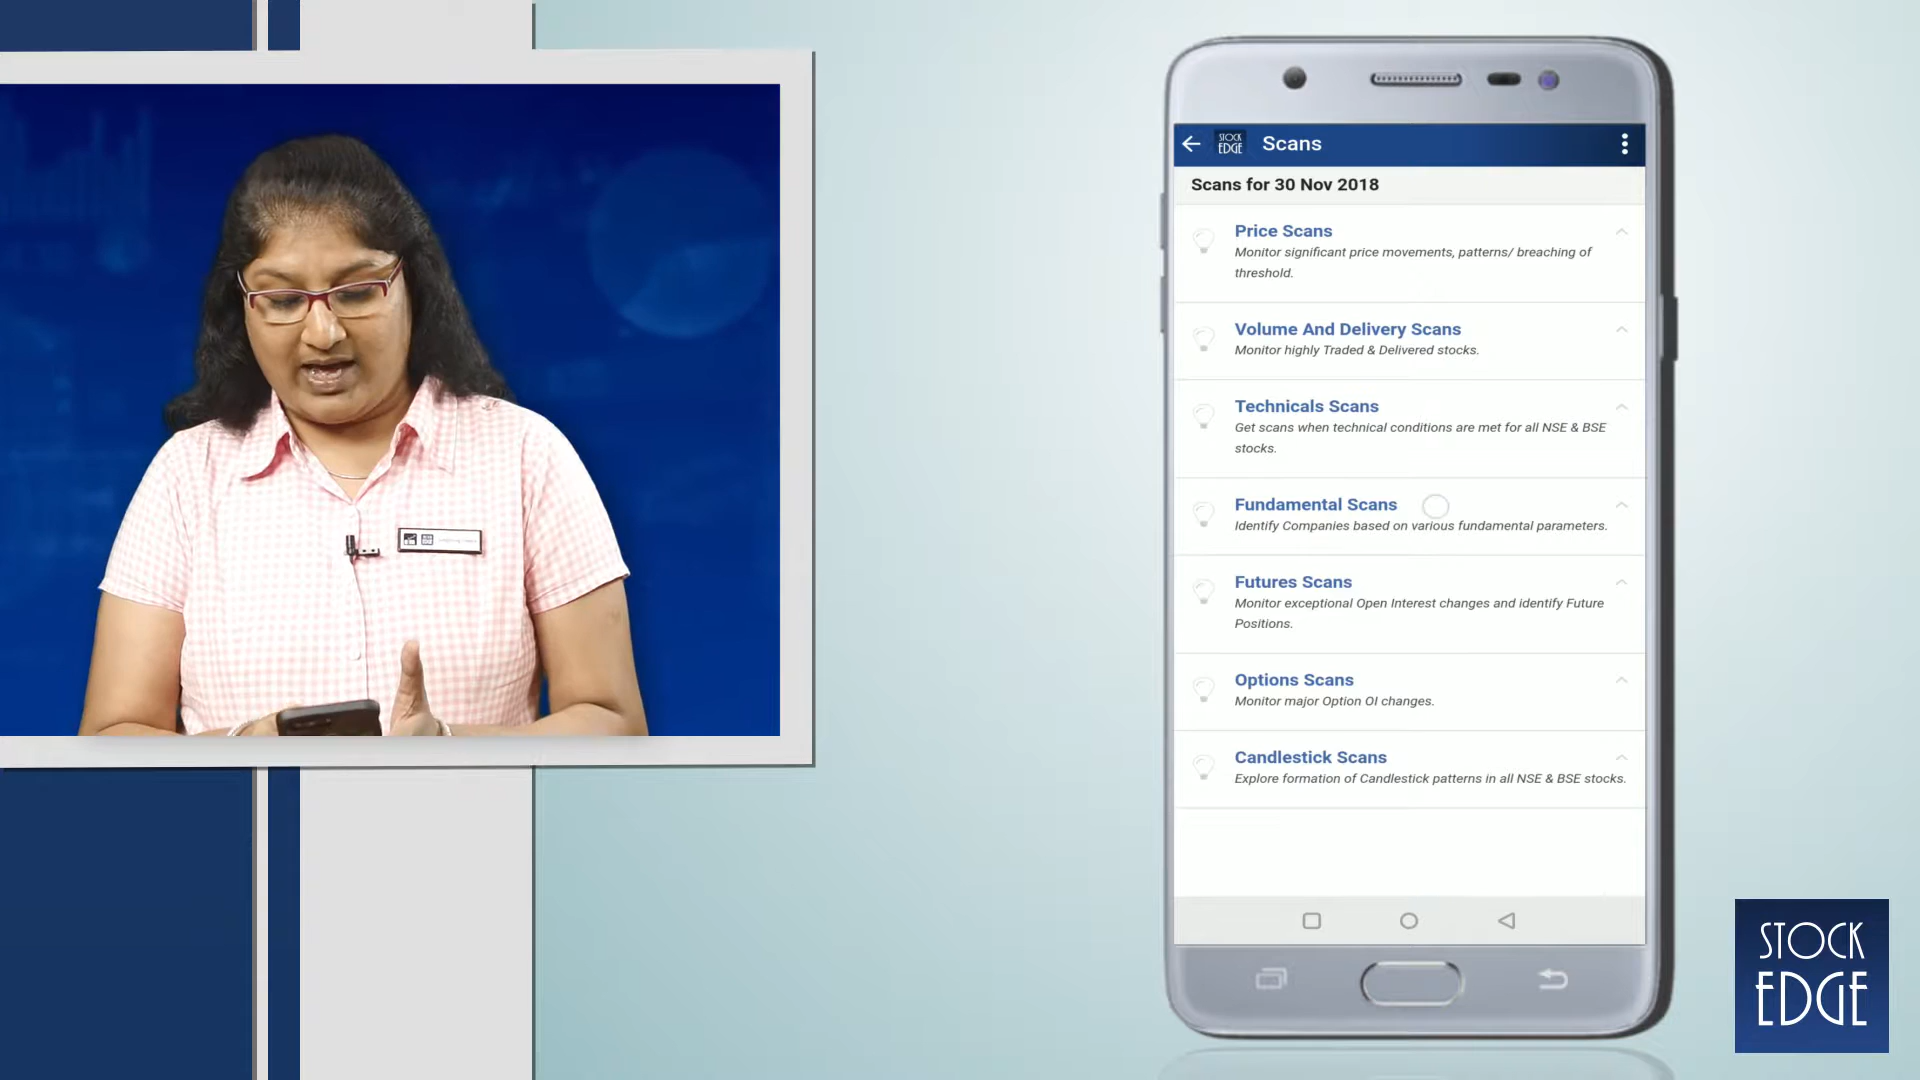 STOCK
EDGE
Scans
Scans for 30 Nov 2018
Price Scans
Monitor significant price movements, patterns/ breaching of
threshold.
Volume And Delivery Scans
Monitor highly Traded & Delivered stocks.
Technicals Scans
Get scans when technical conditions are met for all NSE & BSE
stocks.
Fundamental Scans
Identify Companies based on various fundamental parameters.
Futures Scans
Monitor exceptional Open Interest changes and identify Future
Positions.
Options Scans
Monitor major Option OI changes.
Candlestick Scans
Explore formation of Candlestick patterns in all NSE & BSE stocks.
STOCK
EDGE